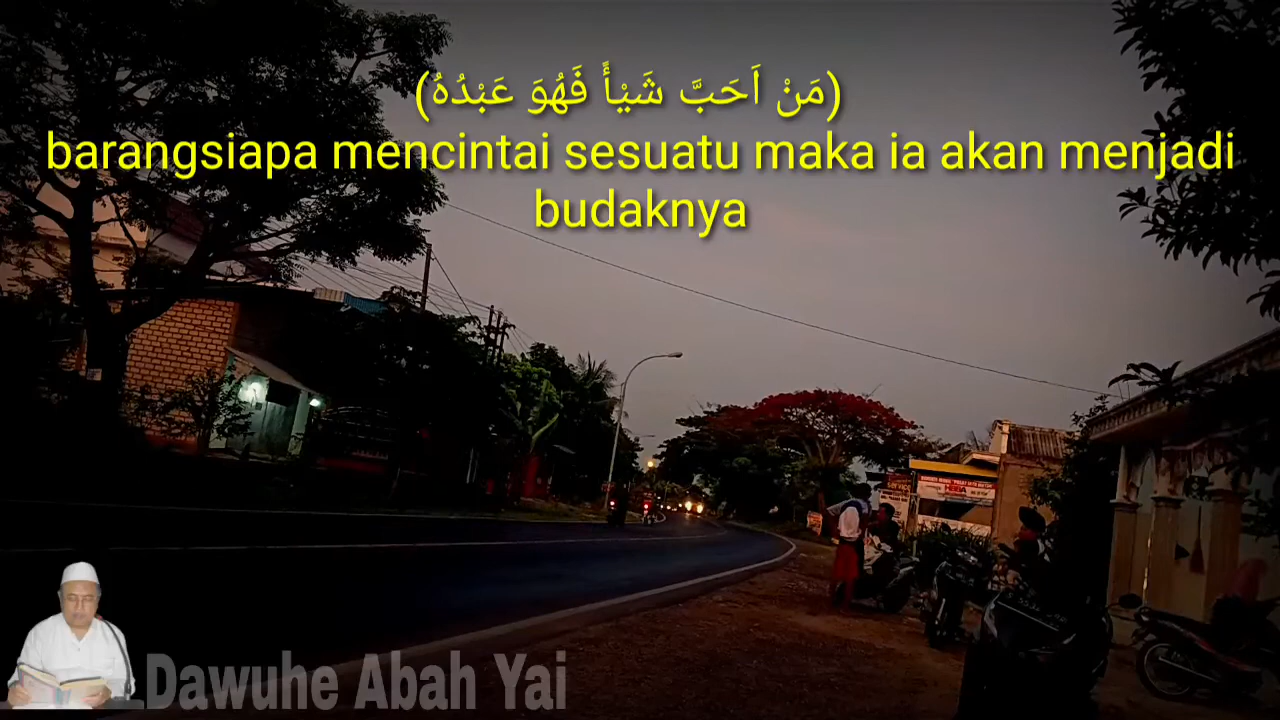 (مَنْ اَحَبَّ شَيْأً فَهُوَ عَبْدُهُ)
barangsiapa mencintai sesuatu maka ia akan menjadi
budaknya
Dawuhe Abah Yai